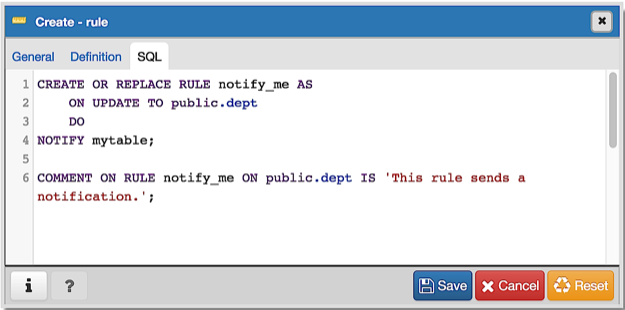 Create - rule
General Definition SQL
1 CREATE OR REPLACE RULE notify_me AS
2 ON UPDATE TO public.dept
3 DO
4 NOTIFY mytable;
5
6 COMMENT ON RULE notify_me ON public.dept IS 'This rule sends a
notification.';
i ? Save Cancel Reset